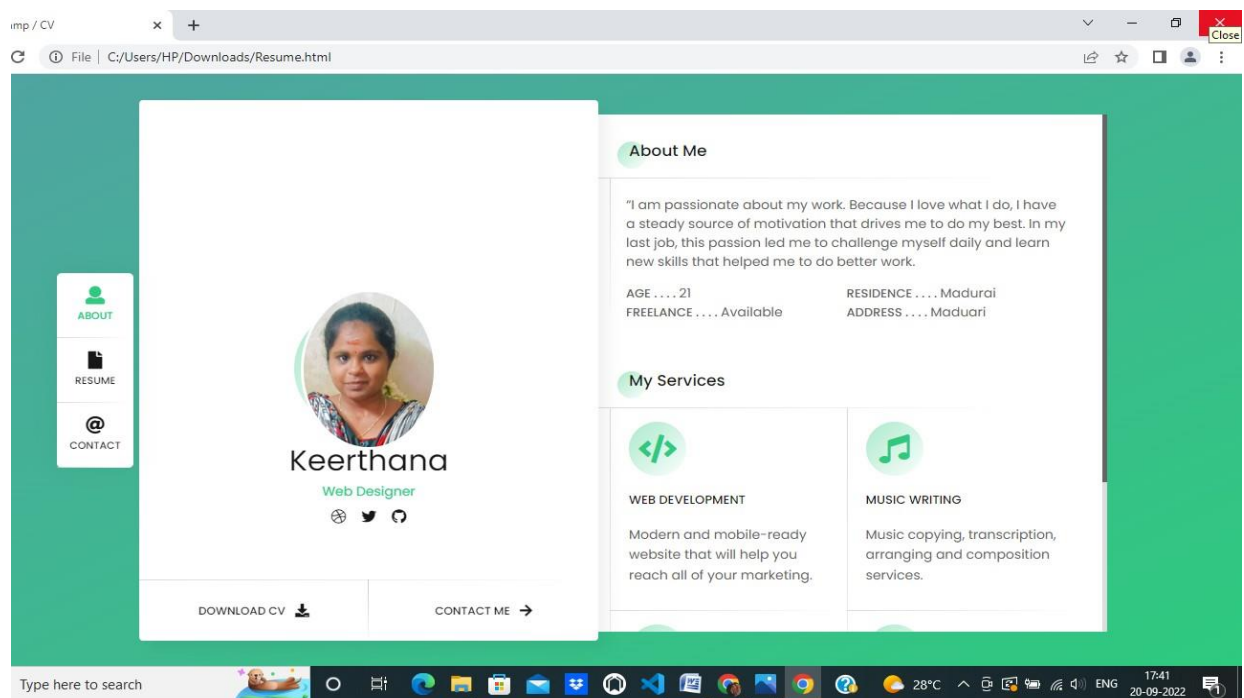 mp / CV
Close
File | C:/Users/HP/Downloads/Resume.html
ABOUT
RESUME
CONTACT
Keerthana
Web Designer
DOWNLOAD CV
CONTACT ME
About Me
“I am passionate about my work. Because I love what I do, I have
a steady source of motivation that drives me to do my best. In my
last job, this passion led me to challenge myself daily and learn
new skills that helped me to do better work.
AGE . . . . 21
RESIDENCE . . . . Madurai
FREELANCE . . . . Available
ADDRESS . . . . Maduari
My Services
WEB DEVELOPMENT
Modern and mobile-ready
website that will help you
reach all of your marketing.
MUSIC WRITING
Music copying, transcription,
arranging and composition
services.
Type here to search
28°C
ENG
17:41
20-09-2022